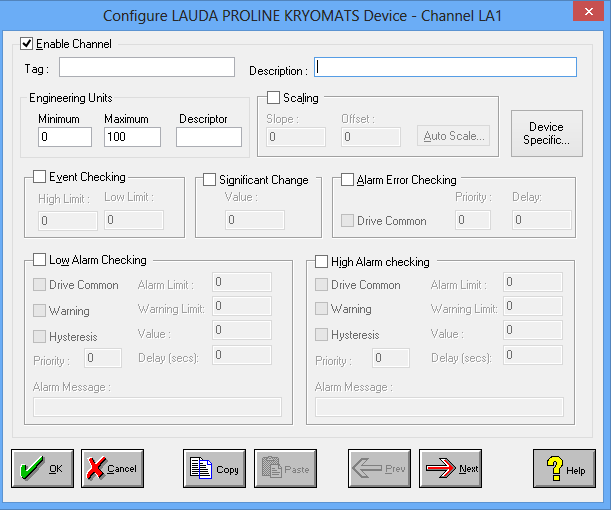 Configure LAUDA PROLINE KRYOMATS Device - Channel LA1
Enable Channel
Tag : Description :
Engineering Units Scaling
Minimum Maximum Descriptor Slope : Offset :
0 100 0 0 Auto Scale... Device Specific...
Event Checking Significant Change Alarm Error Checking
High Limit : Low Limit : Value : Priority : Delay:
0 0 0 Drive Common 0 0
Low Alarm Checking High Alarm checking
Drive Common Alarm Limit : 0 Drive Common Alarm Limit : 0
Warning Warning Limit: 0 Warning Warning Limit: 0
Hysteresis Value : 0 Hysteresis Value : 0
Priority : 0 Delay (secs): 0 Priority : 0 Delay (secs): 0
Alarm Message : Alarm Message :
OK Cancel Copy Paste Prev Next Help